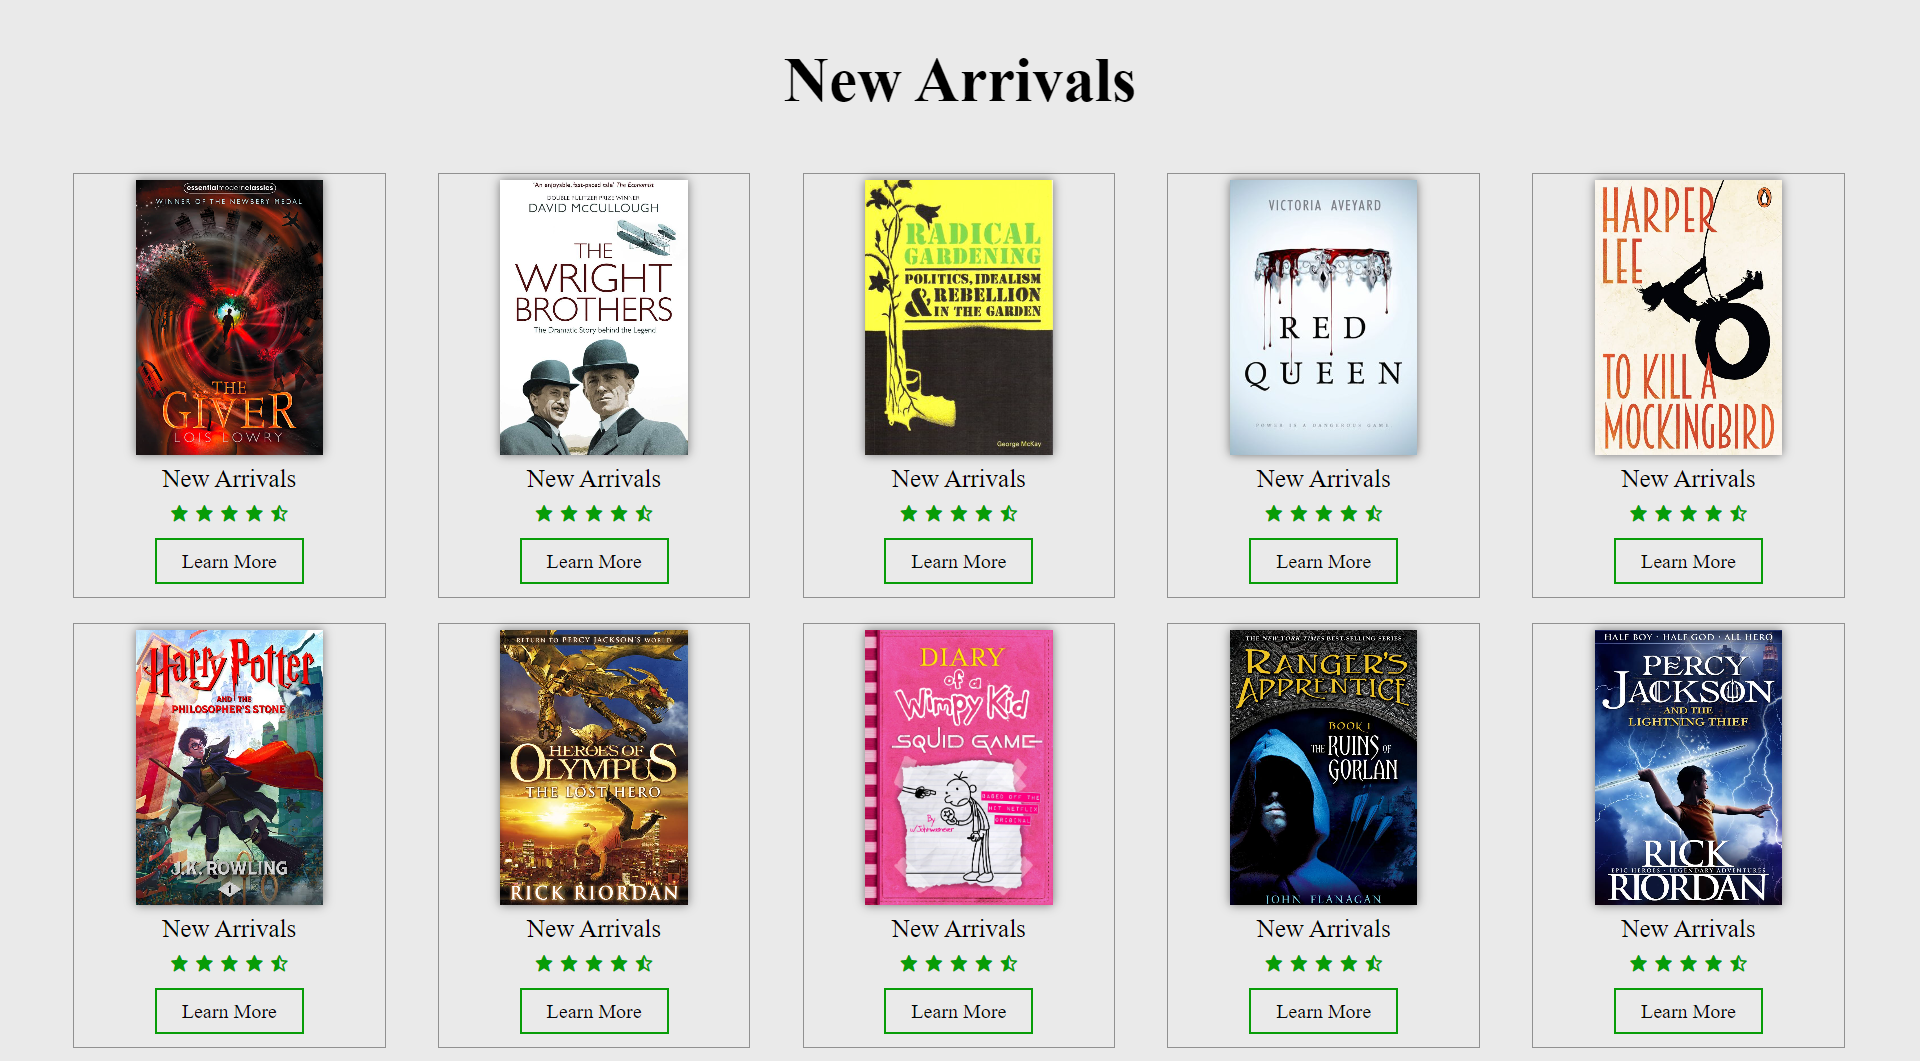 New Arrivals
essentialmodernclassics
WINNER OF THE NEWBERY MEDAL
THE
GIVER
LOIS LOWRY
'An enjoyable, fast-paced tale' The Economist
DOUBLE PULITZER PRIZE WINNER
DAVID McCULLOUGH
THE
WRIGHT
BROTHERS
The Dramatic Story behind the Legend
RADICAL
GARDENING
POLITICS, IDEALISM
& REBELLION
IN THE GARDEN
George McKay
VICTORIA AVEYARD
RED
QUEEN
POWER IS A DANGEROUS GAME
HARPER
LEE
TO KILL A
MOCKINGBIRD
New Arrivals
New Arrivals
New Arrivals
New Arrivals
New Arrivals
Learn More
Learn More
Learn More
Learn More
Learn More
Harry Potter
AND THE
PHILOSOPHER'S STONE
J.K. ROWLING
1
RETURN TO PERCY JACKSON'S WORLD
HEROES OF
OLYMPUS
THE LOST HERO
RICK RIORDAN
DIARY
of a
Wimpy Kid
SQUID GAME
BASED OFF THE
HIT NETFLIX
ORIGINAL
By
THE NEW YORK TIMES BEST-SELLING SERIES
RANGER'S
APPRENTICE
BOOK 1
THE RUINS OF
GORLAN
JOHN FLANAGAN
HALF BOY · HALF GOD · ALL HERO
PERCY
JACKSON
AND THE
LIGHTNING THIEF
RICK
EPIC HEROES · LEGENDARY ADVENTURES
RIORDAN
New Arrivals
New Arrivals
New Arrivals
New Arrivals
New Arrivals
Learn More
Learn More
Learn More
Learn More
Learn More